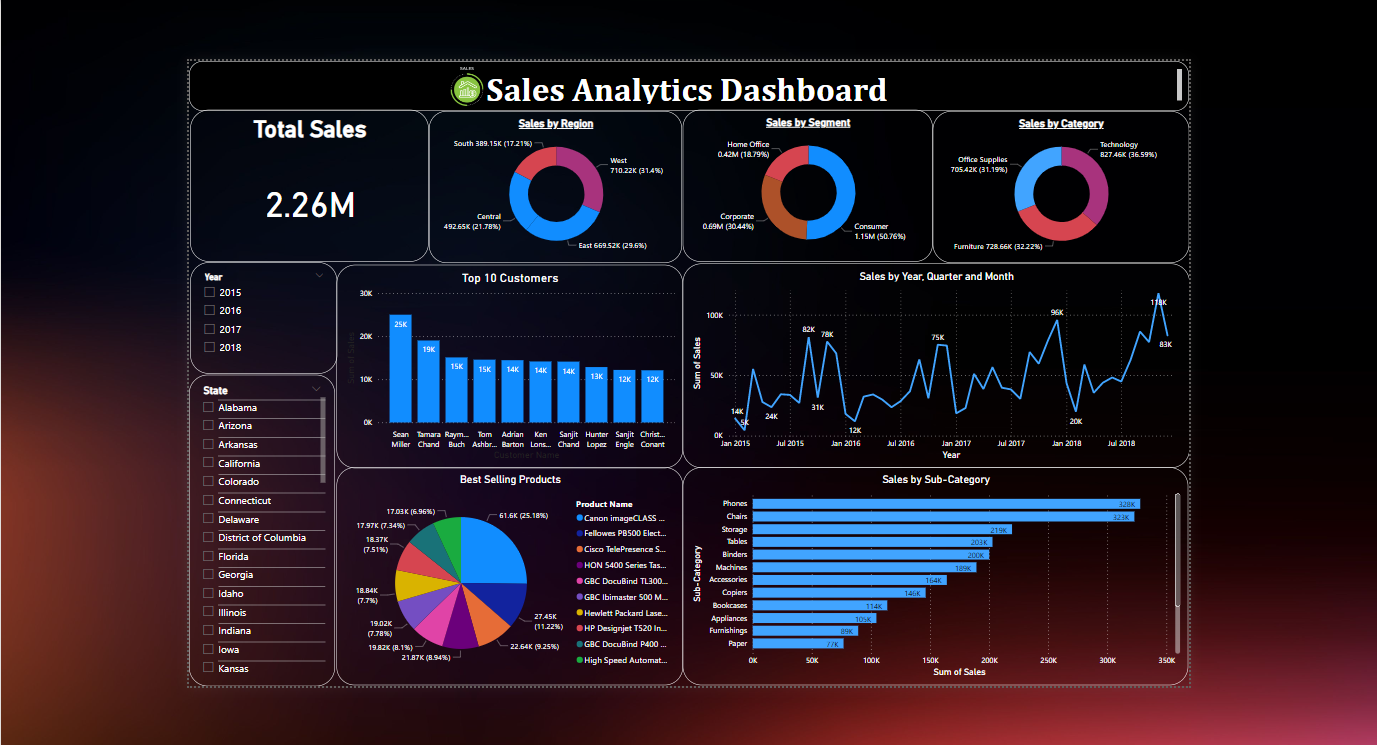 SALES
Sales Analytics Dashboard
Total Sales
2.26M
Sales by Region
South 389.15K (17.21%)
West
710.22K (31.4%)
Central
492.65K (21.78%)
East 669.52K (29.6%)
Sales by Segment
Home Office
0.42M (18.79%)
Corporate
0.69M (30.44%)
Consumer
1.15M (50.76%)
Sales by Category
Technology
827.46K (36.59%)
Office Supplies
705.42K (31.19%)
Furniture 728.66K (32.22%)
Year
2015
2016
2017
2018
State
Alabama
Arizona
Arkansas
California
Colorado
Connecticut
Delaware
District of Columbia
Florida
Georgia
Idaho
Illinois
Indiana
Iowa
Kansas
Top 10 Customers
Sum of Sales
30K
20K
10K
0K
25K
19K
15K
15K
14K
14K
14K
13K
12K
12K
Sean
Miller
Tamara
Chand
Raym...
Buch
Tom
Ashbr...
Adrian
Barton
Ken
Lons...
Sanjit
Chand
Hunter
Lopez
Sanjit
Engle
Christ...
Conant
Customer Name
Sales by Year, Quarter and Month
Sum of Sales
100K
50K
0K
14K
5K
24K
82K
31K
78K
12K
75K
96K
20K
118K
83K
Jan 2015
Jul 2015
Jan 2016
Jul 2016
Jan 2017
Jul 2017
Jan 2018
Jul 2018
Year
Best Selling Products
61.6K (25.18%)
27.45K
(11.22%)
22.64K (9.25%)
21.87K (8.94%)
19.82K (8.1%)
19.02K
(7.78%)
18.84K
(7.7%)
18.37K
(7.51%)
17.97K (7.34%)
17.03K (6.96%)
Product Name
Canon imageCLASS ...
Fellowes PB500 Elect...
Cisco TelePresence S...
HON 5400 Series Tas...
GBC DocuBind TL300...
GBC Ibimaster 500 M...
Hewlett Packard Lase...
HP Designjet T520 In...
GBC DocuBind P400 ...
High Speed Automat...
Sales by Sub-Category
Sub-Category
Phones 328K
Chairs 323K
Storage 219K
Tables 203K
Binders 200K
Machines 189K
Accessories 164K
Copiers 146K
Bookcases 114K
Appliances 105K
Furnishings 89K
Paper 77K
0K 50K 100K 150K 200K 250K 300K 350K
Sum of Sales